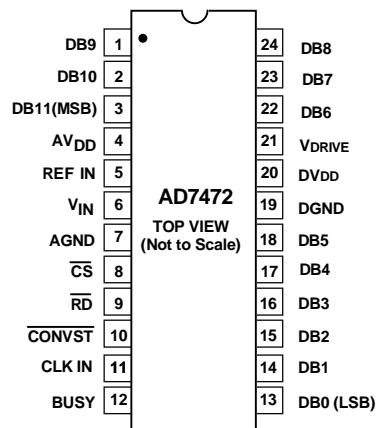 DB9 1 24 DB8
DB10 2 23 DB7
DB11(MSB) 3 22 DB6
AVDD 4 21 VDRIVE
REF IN 5 20 DVDD
VIN 6 19 DGND
AGND 7 18 DB5
CS 8 17 DB4
RD 9 16 DB3
CONVST 10 15 DB2
CLK IN 11 14 DB1
BUSY 12 13 DB0 (LSB)
AD7472
TOP VIEW
(Not to Scale)